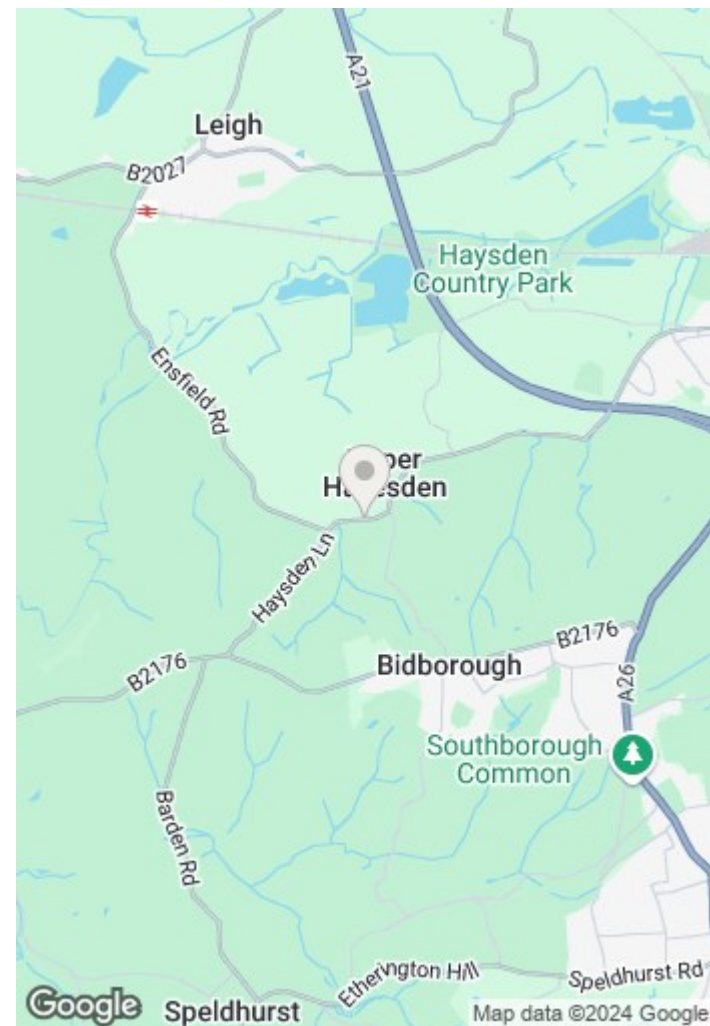 A21
Leigh
B2027
Haysden
Country Park
Ensfield Rd
Haysden Ln
B2176
B2176
Bidborough
A26
Southborough
Common
Barden Rd
Etherington Hill
Speldhurst Rd
Google
Speldhurst
Map data ©2024 Google